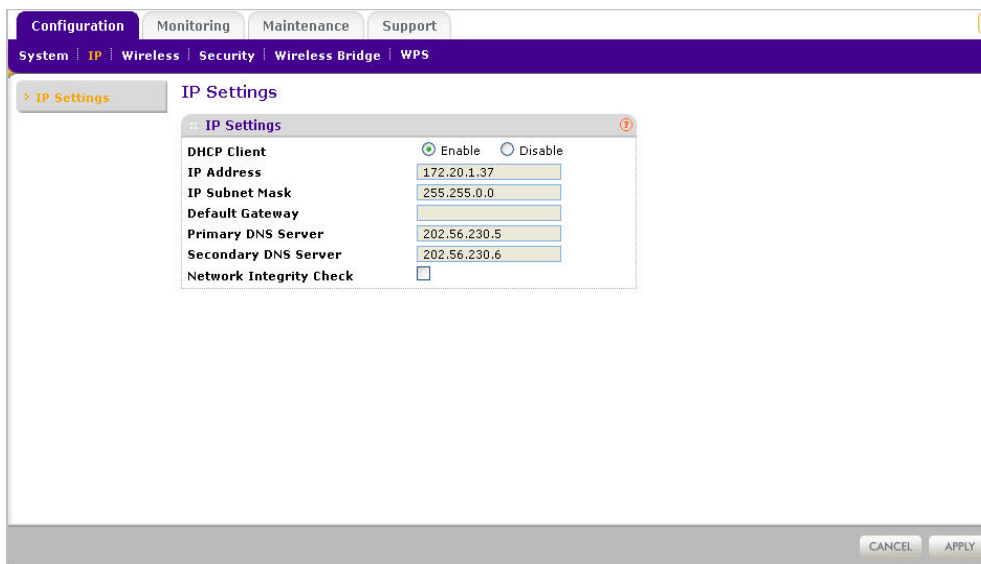 Configuration Monitoring Maintenance Support
System IP Wireless Security Wireless Bridge WPS
> IP Settings
IP Settings
:: IP Settings ?
DHCP Client Enable Disable
IP Address 172.20.1.37
IP Subnet Mask 255.255.0.0
Default Gateway
Primary DNS Server 202.56.230.5
Secondary DNS Server 202.56.230.6
Network Integrity Check
CANCEL APPLY